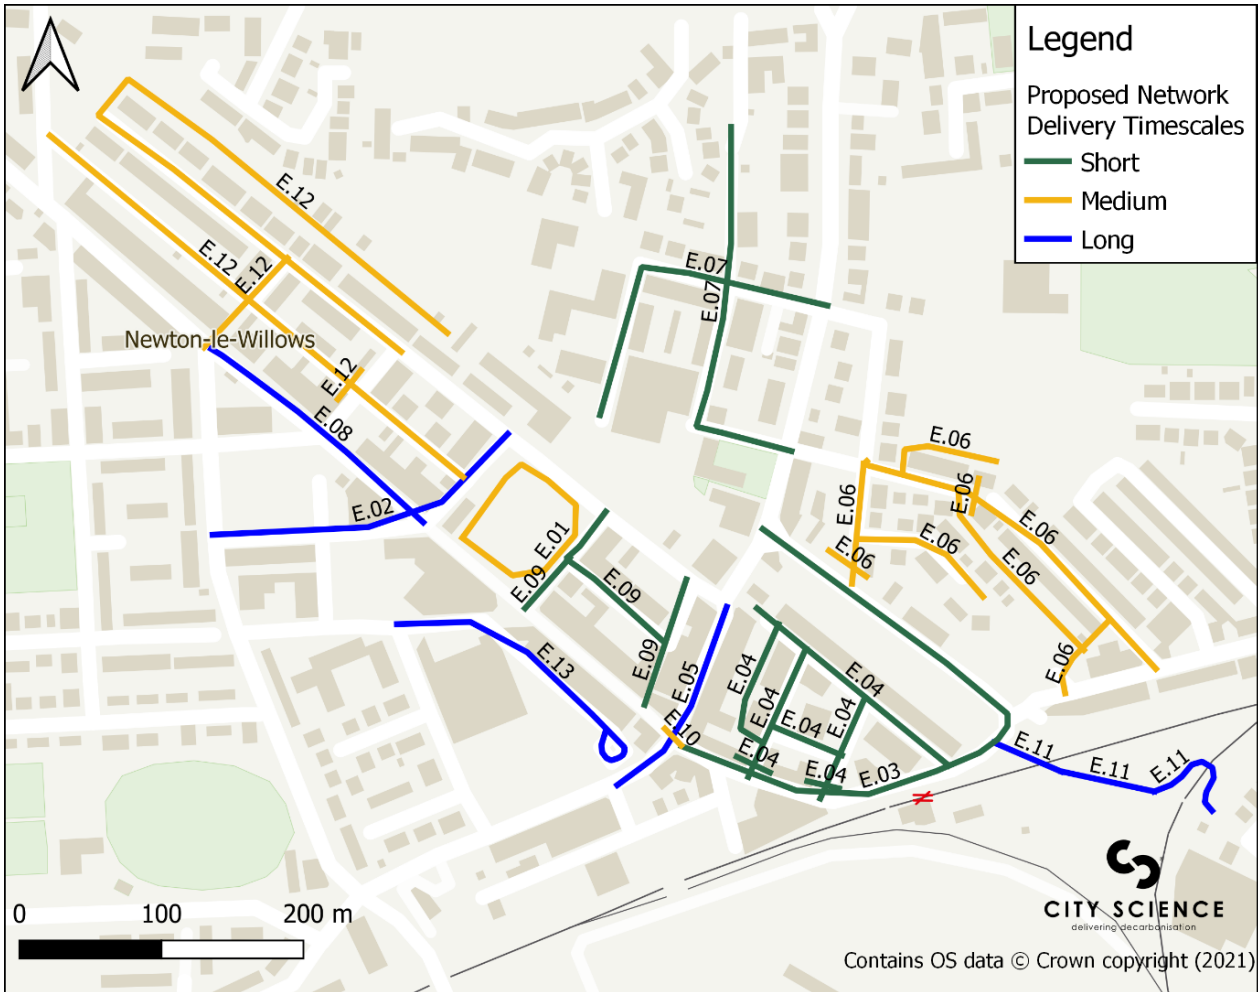 Legend
Proposed Network
Delivery Timescales
Short
Medium
Long
E.12
E.12
E.12
E.07
E.07
Newton-le-Willows
E.12
E.08
E.02
E.06
E.06
E.06
E.06
E.06
E.06
E.06
E.06
E.01
E.09
E.09
E.09
E.13
E.05
E.10
E.04
E.04
E.04
E.04
E.04
E.04
E.04
E.03
E.11
E.11
E.11
CITY SCIENCE
delivering decarbonisation
0 100 200 m
Contains OS data © Crown copyright (2021)